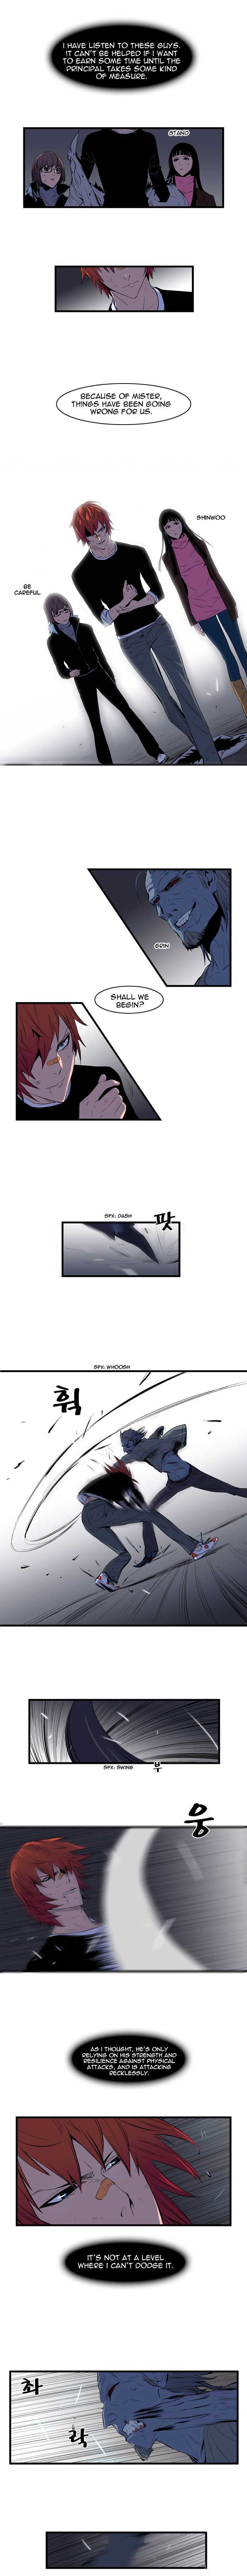 I HAVE LISTEN TO THESE GUYS.
IT CAN'T BE HELPED IF I WANT
TO EARN SOME TIME UNTIL THE
PRINCIPAL TAKES SOME KIND
OF MEASURE.
STAND
BECAUSE OF MISTER,
THINGS HAVE BEEN GOING
WRONG FOR US.
SHINWOO
BE
CAREFUL
GRIN
SHALL WE
BEGIN?
SFX: DASH
팟
SFX: WHOOSH
훅
SFX: SWING
부
웅
AS I THOUGHT, HE'S ONLY
RELYING ON HIS STRENGTH AND
RESILIENCE AGAINST PHYSICAL
ATTACKS, AND IS ATTACKING
RECKLESSLY.
IT'S NOT AT A LEVEL
WHERE I CAN'T DODGE IT.
촤
락